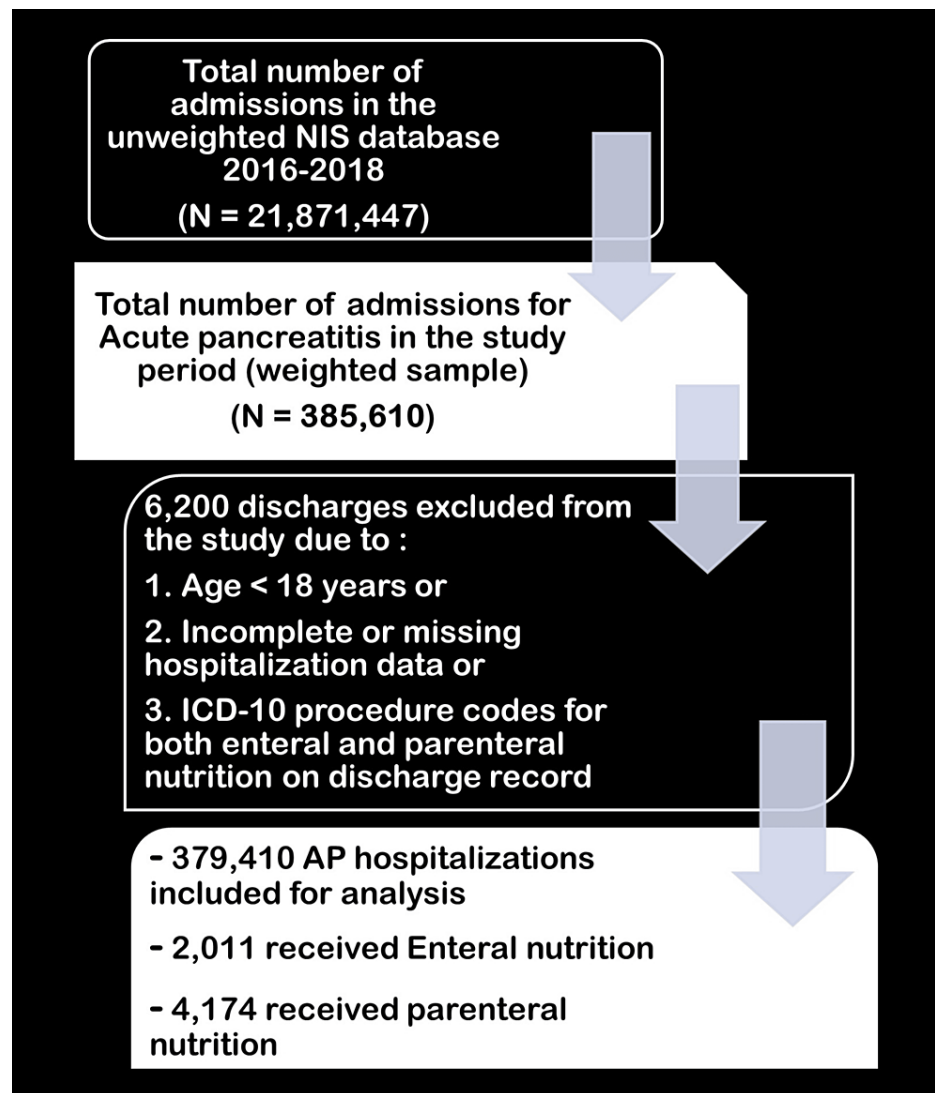 Total number of
admissions in the
unweighted NIS database
2016-2018
(N = 21,871,447)
Total number of admissions for
Acute pancreatitis in the study
period (weighted sample)
(N = 385,610)
6,200 discharges excluded from
the study due to :
1. Age < 18 years or
2. Incomplete or missing
hospitalization data or
3. ICD-10 procedure codes for
both enteral and parenteral
nutrition on discharge record
- 379,410 AP hospitalizations
included for analysis
- 2,011 received Enteral nutrition
- 4,174 received parenteral
nutrition